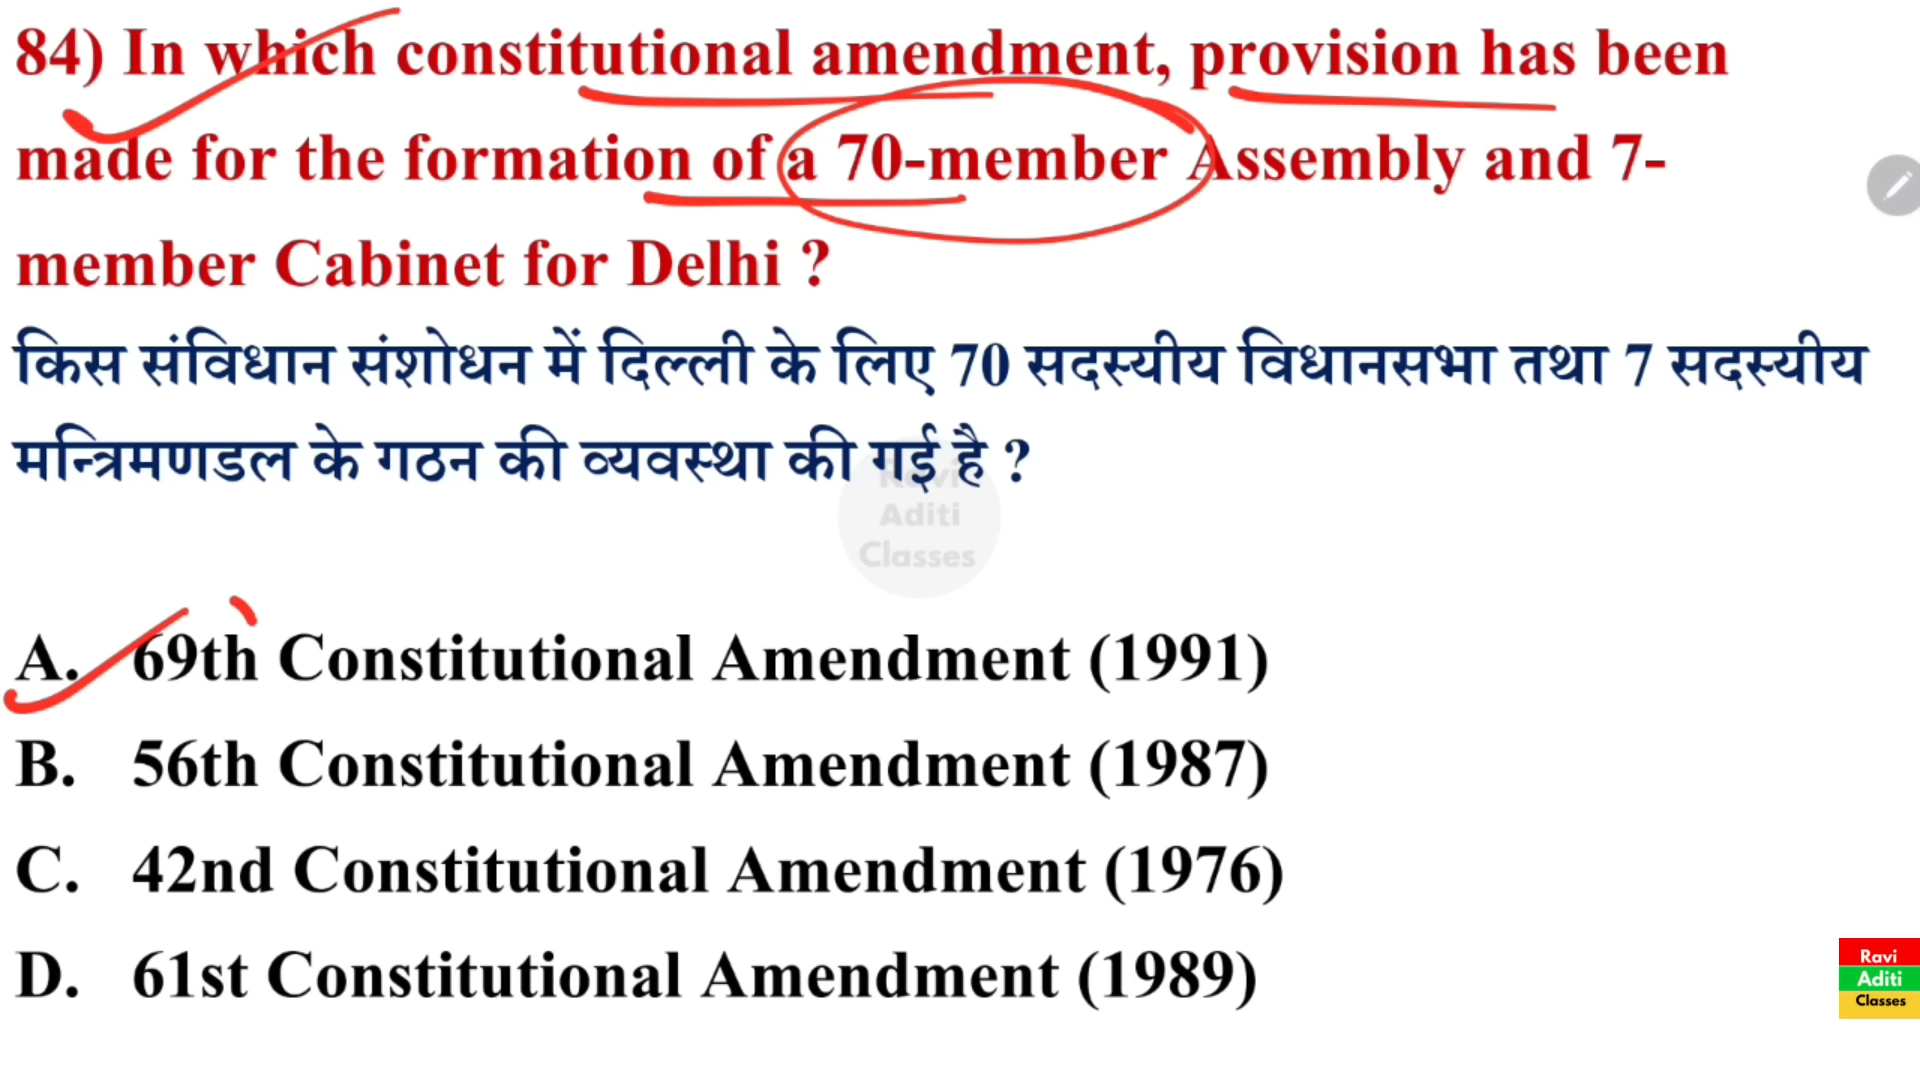 84) In which constitutional amendment, provision has been
made for the formation of a 70-member Assembly and 7-
member Cabinet for Delhi ?
किस संविधान संशोधन में दिल्ली के लिए 70 सदस्यीय विधानसभा तथा 7 सदस्यीय
मन्त्रिमणडल के गठन की व्यवस्था की गई है ?
Ravi
Aditi
Classes
A. 69th Constitutional Amendment (1991)
B. 56th Constitutional Amendment (1987)
C. 42nd Constitutional Amendment (1976)
D. 61st Constitutional Amendment (1989)
Ravi
Aditi
Classes